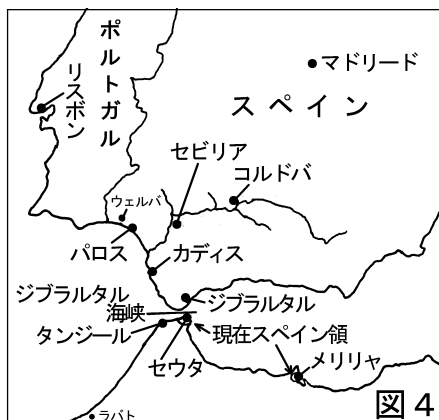 ポルトガル
リスボン
マドリード
スペイン
セビリア
コルドバ
ウェルバ
パロス
カディス
ジブラルタル
海峡
ジブラルタル
タンジール
セウタ
現在スペイン領
メリリャ
ラバト
図4